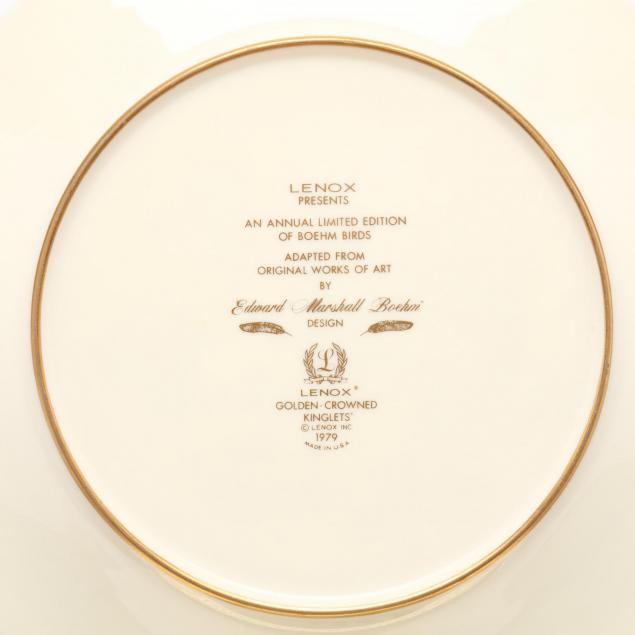 LENOX
PRESENTS
AN ANNUAL LIMITED EDITION
OF BOEHM BIRDS
ADAPTED FROM
ORIGINAL WORKS OF ART
BY
Edward Marshall Boehm
DESIGN
L
LENOX®
GOLDEN-CROWNED
KINGLETS
© LENOX INC
1979
MADE IN U.S.A.